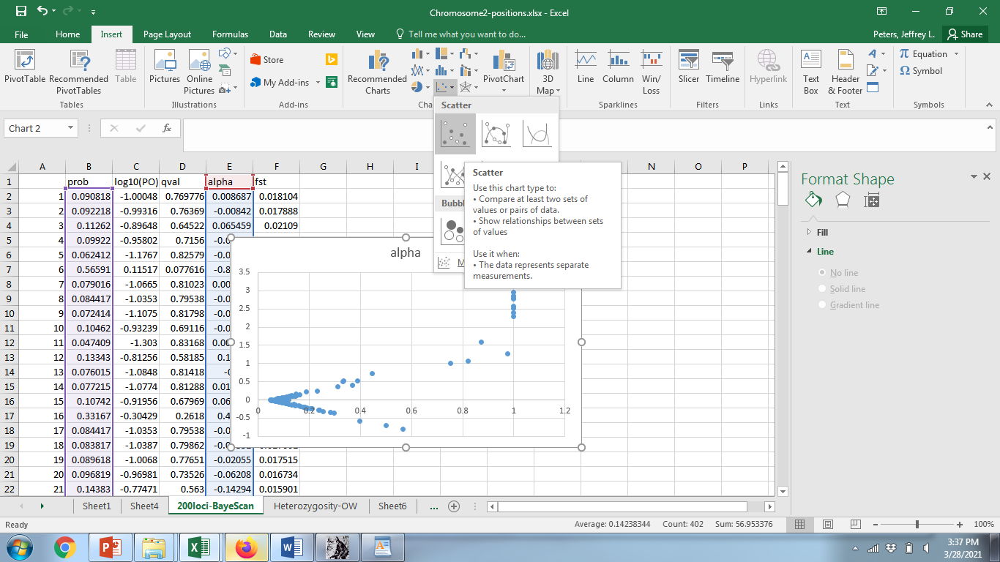 Chromosome2-positions.xlsx - Excel
File Home Insert Page Layout Formulas Data Review View Tell me what you want to do... Peters, Jeffrey L. Share
PivotTable Recommended PivotTables Table
Pictures Online Pictures
Store
My Add-ins
Recommended Charts
PivotChart
3D Map
Line Column Win/Loss
Slicer Timeline
Hyperlink
Text Box Header & Footer
Equation
Symbol
Tables Illustrations Add-ins Cha Sparklines Filters Links Text Symbols
Chart 2 fx
Scatter
Bubbl
M
Scatter
Use this chart type to:
• Compare at least two sets of
values or pairs of data.
• Show relationships between sets
of values
Use it when:
• The data represents separate
measurements.
A B C D E F G H I N O P
1 prob log10(PO) qval alpha fst
2 1 0.090818 -1.00048 0.769776 0.008687 0.018104
3 2 0.092218 -0.99316 0.76369 -0.00842 0.017888
4 3 0.11262 -0.89648 0.64522 0.065459 0.02109
5 4 0.09922 -0.95802 0.7156 -0.0
6 5 0.062412 -1.1767 0.82579 -0.0
7 6 0.56591 0.11517 0.077616 -0.8
8 7 0.079016 -1.0665 0.81023 0.00
9 8 0.084417 -1.0353 0.79538 -0.0
10 9 0.072414 -1.1075 0.81798 -0.0
11 10 0.10462 -0.93239 0.69116 -0.0
12 11 0.047409 -1.303 0.83168 0.00
13 12 0.13343 -0.81256 0.58185 0.1
14 13 0.076015 -1.0848 0.81418 -0
15 14 0.077215 -1.0774 0.81288 0.01
16 15 0.10742 -0.91956 0.67969 0.06
17 16 0.33167 -0.30429 0.2618 0.4
18 17 0.084417 -1.0353 0.79538 -0.0
19 18 0.083817 -1.0387 0.79862
20 19 0.089618 -1.0068 0.77651 -0.02055 0.017515
21 20 0.096819 -0.96981 0.73526 -0.06208 0.016734
22 21 0.14383 -0.77471 0.563 -0.14294 0.015901
alpha
3.5
3
2.5
2
1.5
1
0.5
0
-0.5
-1
0 0.2 0.4 0.6 0.8 1 1.2
Format Shape
Fill
Line
No line
Solid line
Gradient line
Sheet1 Sheet4 200loci-BayeScan Heterozygosity-OW Sheet6 ...
Ready Average: 0.14238344 Count: 402 Sum: 56.953376 100%
3:37 PM
3/28/2021